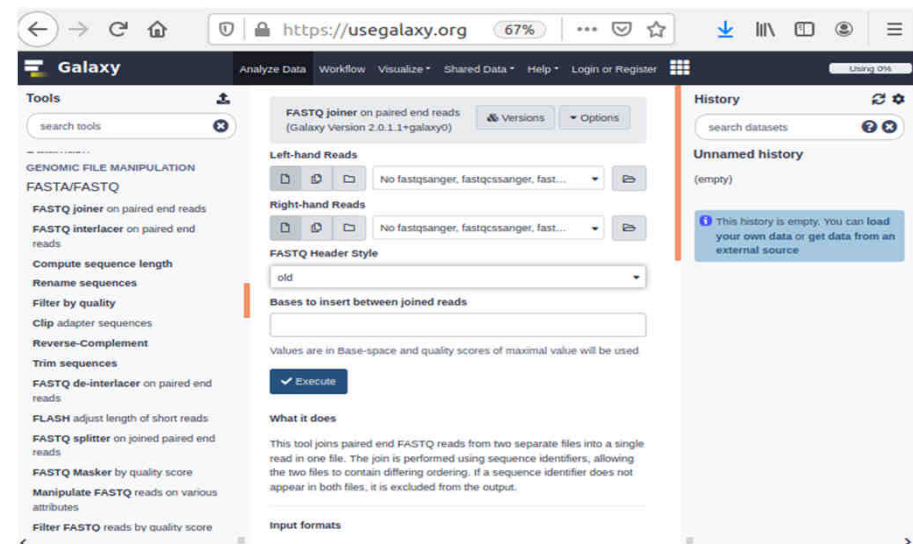 https://usegalaxy.org
67%
Galaxy
Analyze Data Workflow Visualize Shared Data Help Login or Register
Using 0%
Tools
search tools
GENOMIC FILE MANIPULATION
FASTA/FASTQ
FASTQ joiner on paired end reads
FASTQ interlacer on paired end
reads
Compute sequence length
Rename sequences
Filter by quality
Clip adapter sequences
Reverse-Complement
Trim sequences
FASTQ de-interlacer on paired end
reads
FLASH adjust length of short reads
FASTQ splitter on joined paired end
reads
FASTQ Masker by quality score
Manipulate FASTQ reads on various
attributes
Filter FASTQ reads by quality score
FASTQ joiner on paired end reads
(Galaxy Version 2.0.1.1+galaxy0)
Versions
Options
Left-hand Reads
No fastqsanger, fastqcssanger, fast...
Right-hand Reads
No fastqsanger, fastqcssanger, fast...
FASTQ Header Style
old
Bases to insert between joined reads
Values are in Base-space and quality scores of maximal value will be used
Execute
What it does
This tool joins paired end FASTQ reads from two separate files into a single
read in one file. The join is performed using sequence identifiers, allowing
the two files to contain differing ordering. If a sequence identifier does not
appear in both files, it is excluded from the output.
Input formats
History
search datasets
Unnamed history
(empty)
This history is empty. You can load
your own data or get data from an
external source